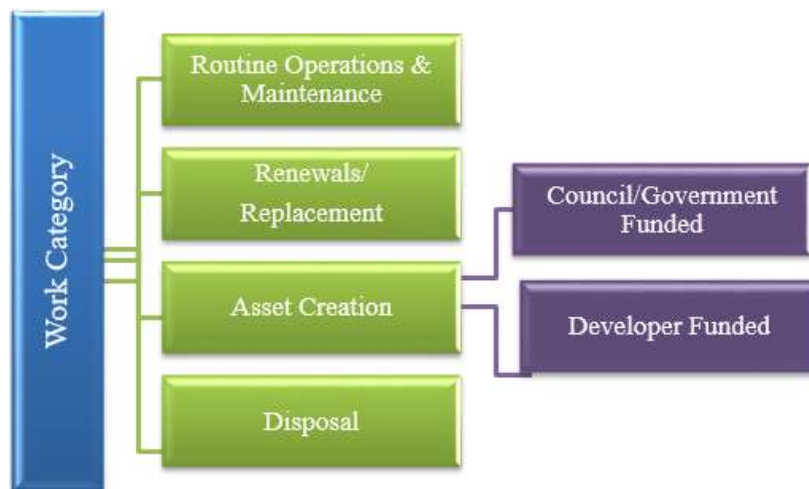 Work Category
Routine Operations &
Maintenance
Renewals/
Replacement
Asset Creation
Disposal
Council/Government
Funded
Developer Funded